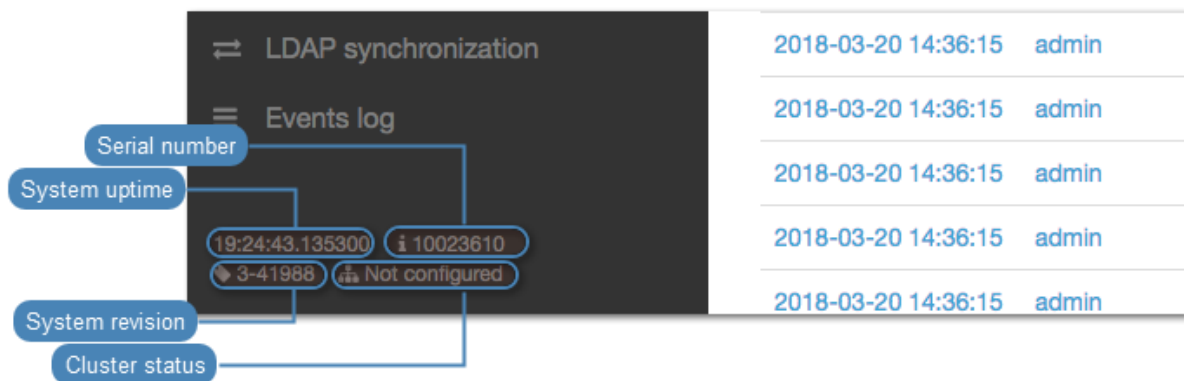 LDAP synchronization
Events log
Serial number
System uptime
19:24:43.135300 i 10023610
3-41988 Not configured
System revision
Cluster status
2018-03-20 14:36:15 admin
2018-03-20 14:36:15 admin
2018-03-20 14:36:15 admin
2018-03-20 14:36:15 admin
2018-03-20 14:36:15 admin